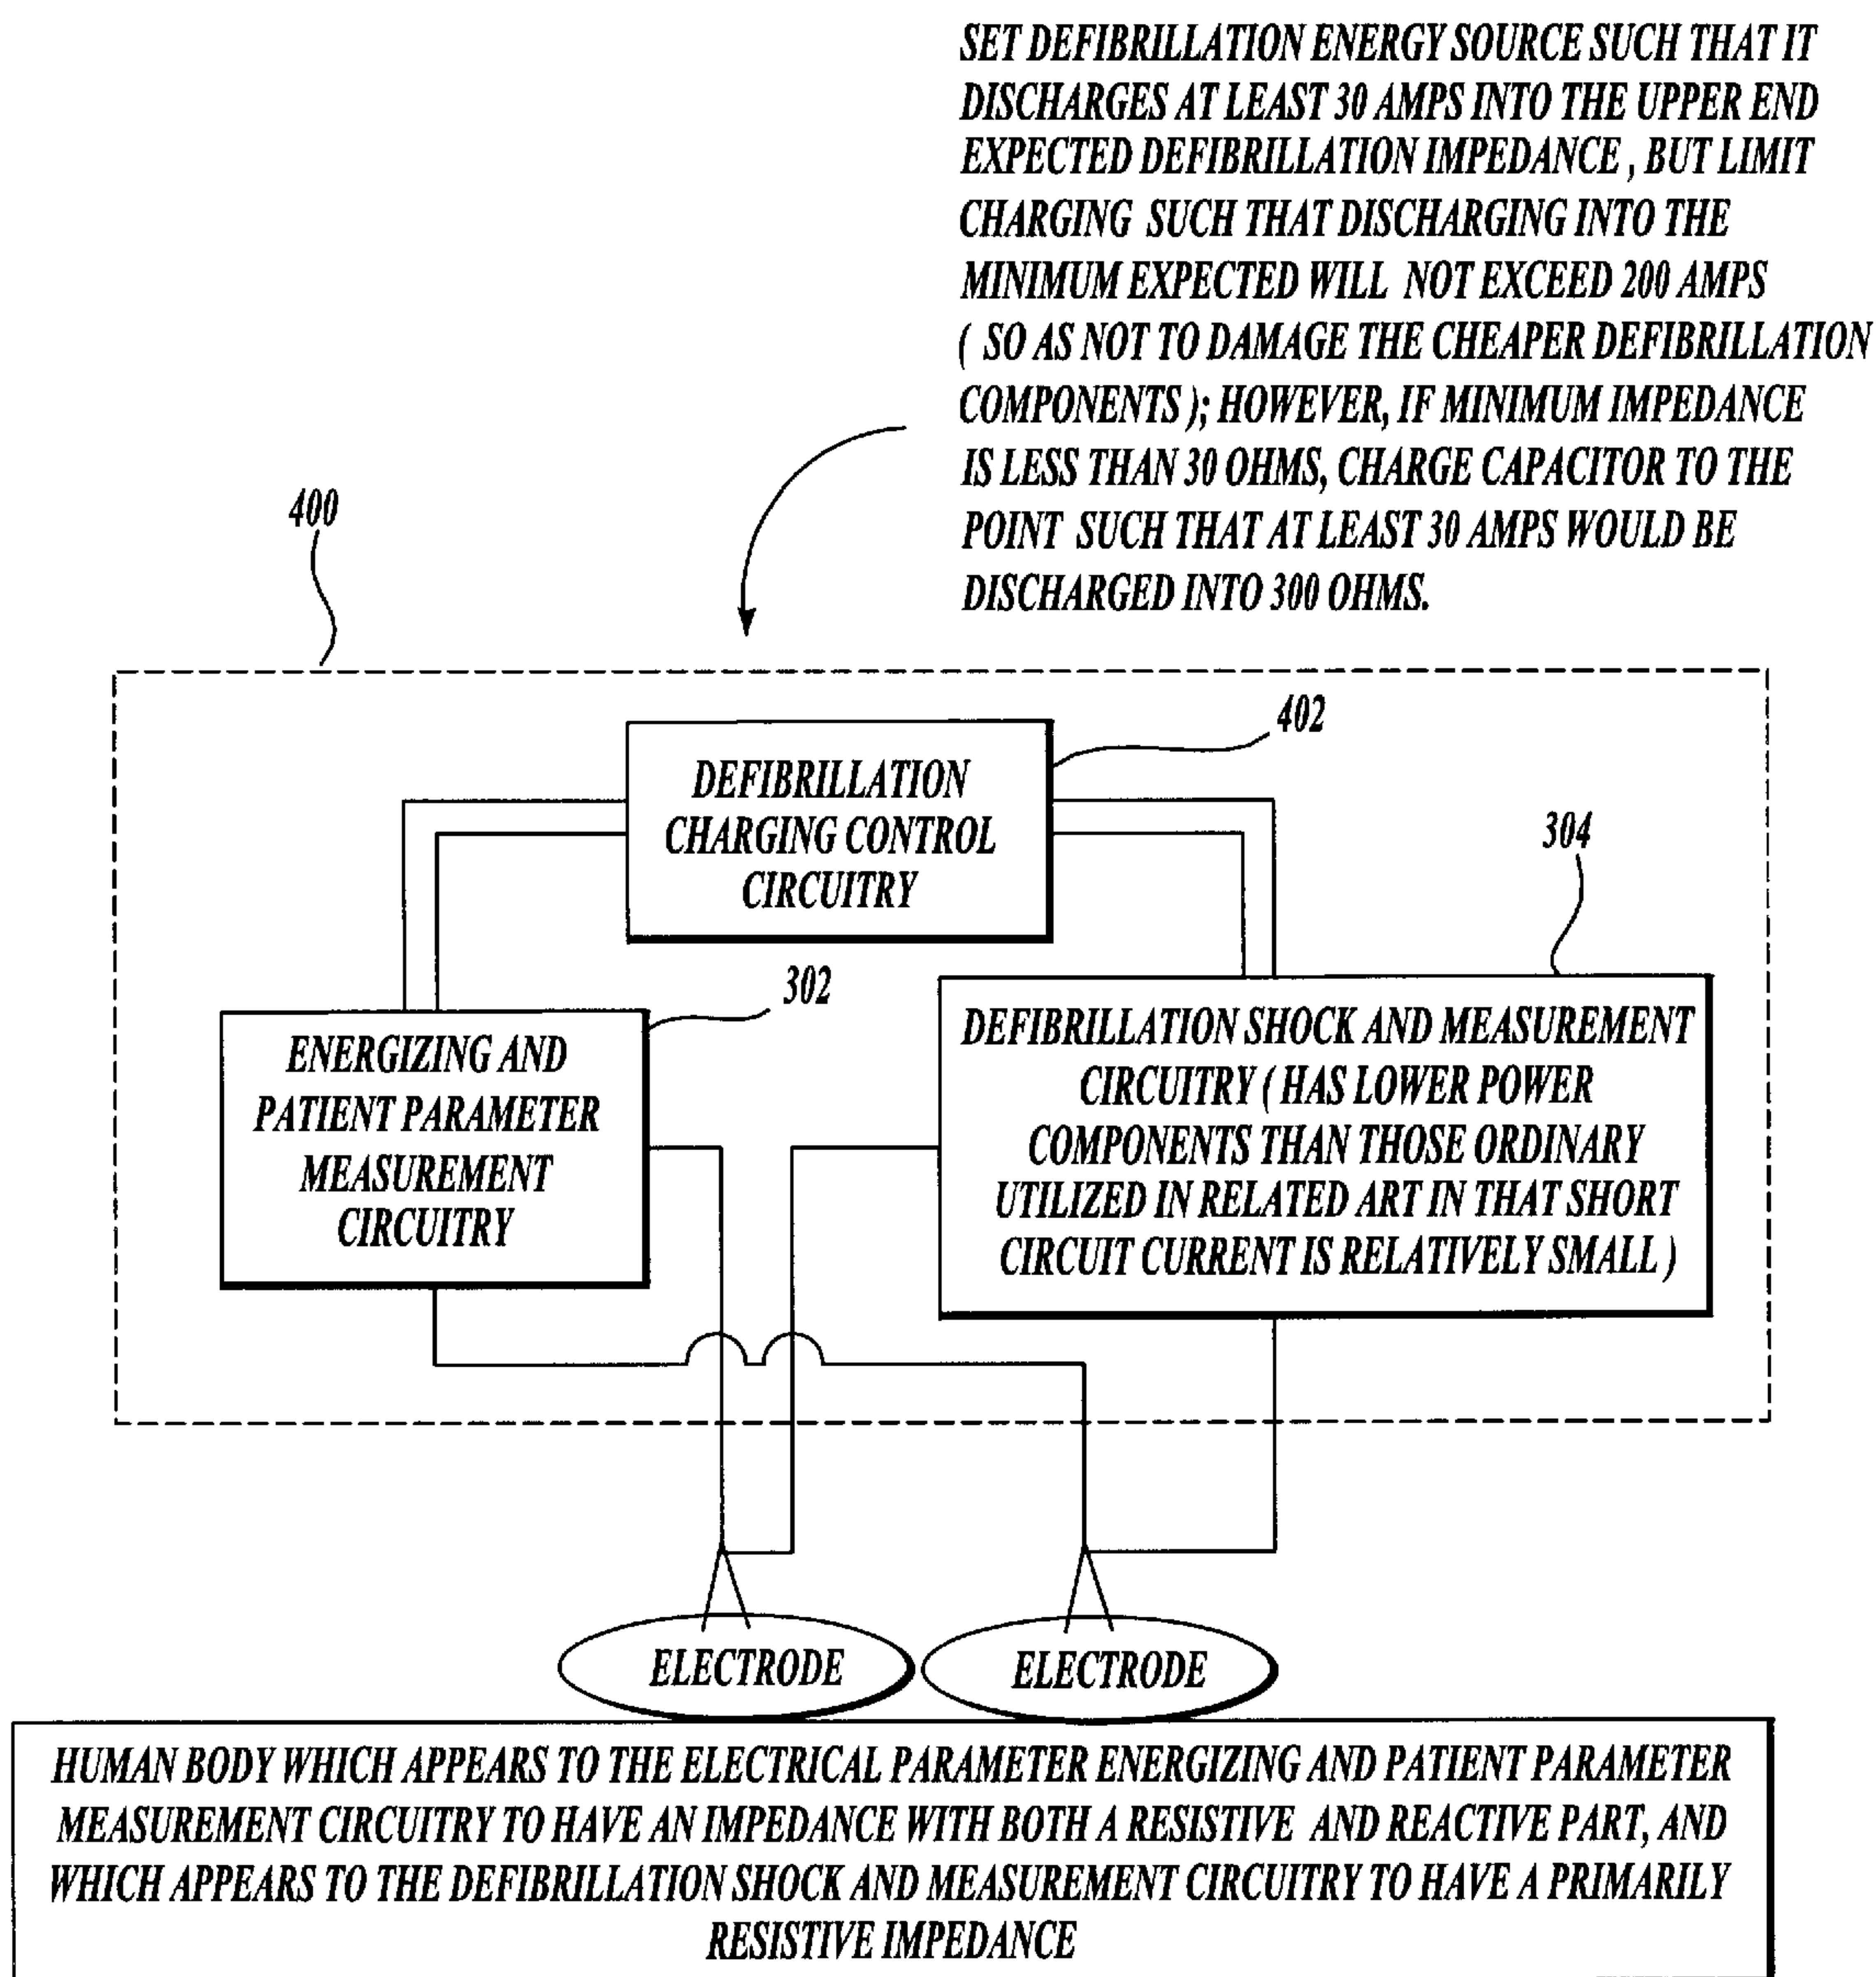 SET DEFIBRILLATION ENERGY SOURCE SUCH THAT IT
DISCHARGES AT LEAST 30 AMPS INTO THE UPPER END
EXPECTED DEFIBRILLATION IMPEDANCE, BUT LIMIT
CHARGING SUCH THAT DISCHARGING INTO THE
MINIMUM EXPECTED WILL NOT EXCEED 200 AMPS
( SO AS NOT TO DAMAGE THE CHEAPER DEFIBRILLATION
COMPONENTS ); HOWEVER, IF MINIMUM IMPEDANCE
IS LESS THAN 30 OHMS, CHARGE CAPACITOR TO THE
POINT SUCH THAT AT LEAST 30 AMPS WOULD BE
DISCHARGED INTO 300 OHMS.
400
402
DEFIBRILLATION
CHARGING CONTROL
CIRCUITRY
304
302
ENERGIZING AND
PATIENT PARAMETER
MEASUREMENT
CIRCUITRY
DEFIBRILLATION SHOCK AND MEASUREMENT
CIRCUITRY ( HAS LOWER POWER
COMPONENTS THAN THOSE ORDINARY
UTILIZED IN RELATED ART IN THAT SHORT
CIRCUIT CURRENT IS RELATIVELY SMALL )
ELECTRODE
ELECTRODE
HUMAN BODY WHICH APPEARS TO THE ELECTRICAL PARAMETER ENERGIZING AND PATIENT PARAMETER
MEASUREMENT CIRCUITRY TO HAVE AN IMPEDANCE WITH BOTH A RESISTIVE AND REACTIVE PART, AND
WHICH APPEARS TO THE DEFIBRILLATION SHOCK AND MEASUREMENT CIRCUITRY TO HAVE A PRIMARILY
RESISTIVE IMPEDANCE